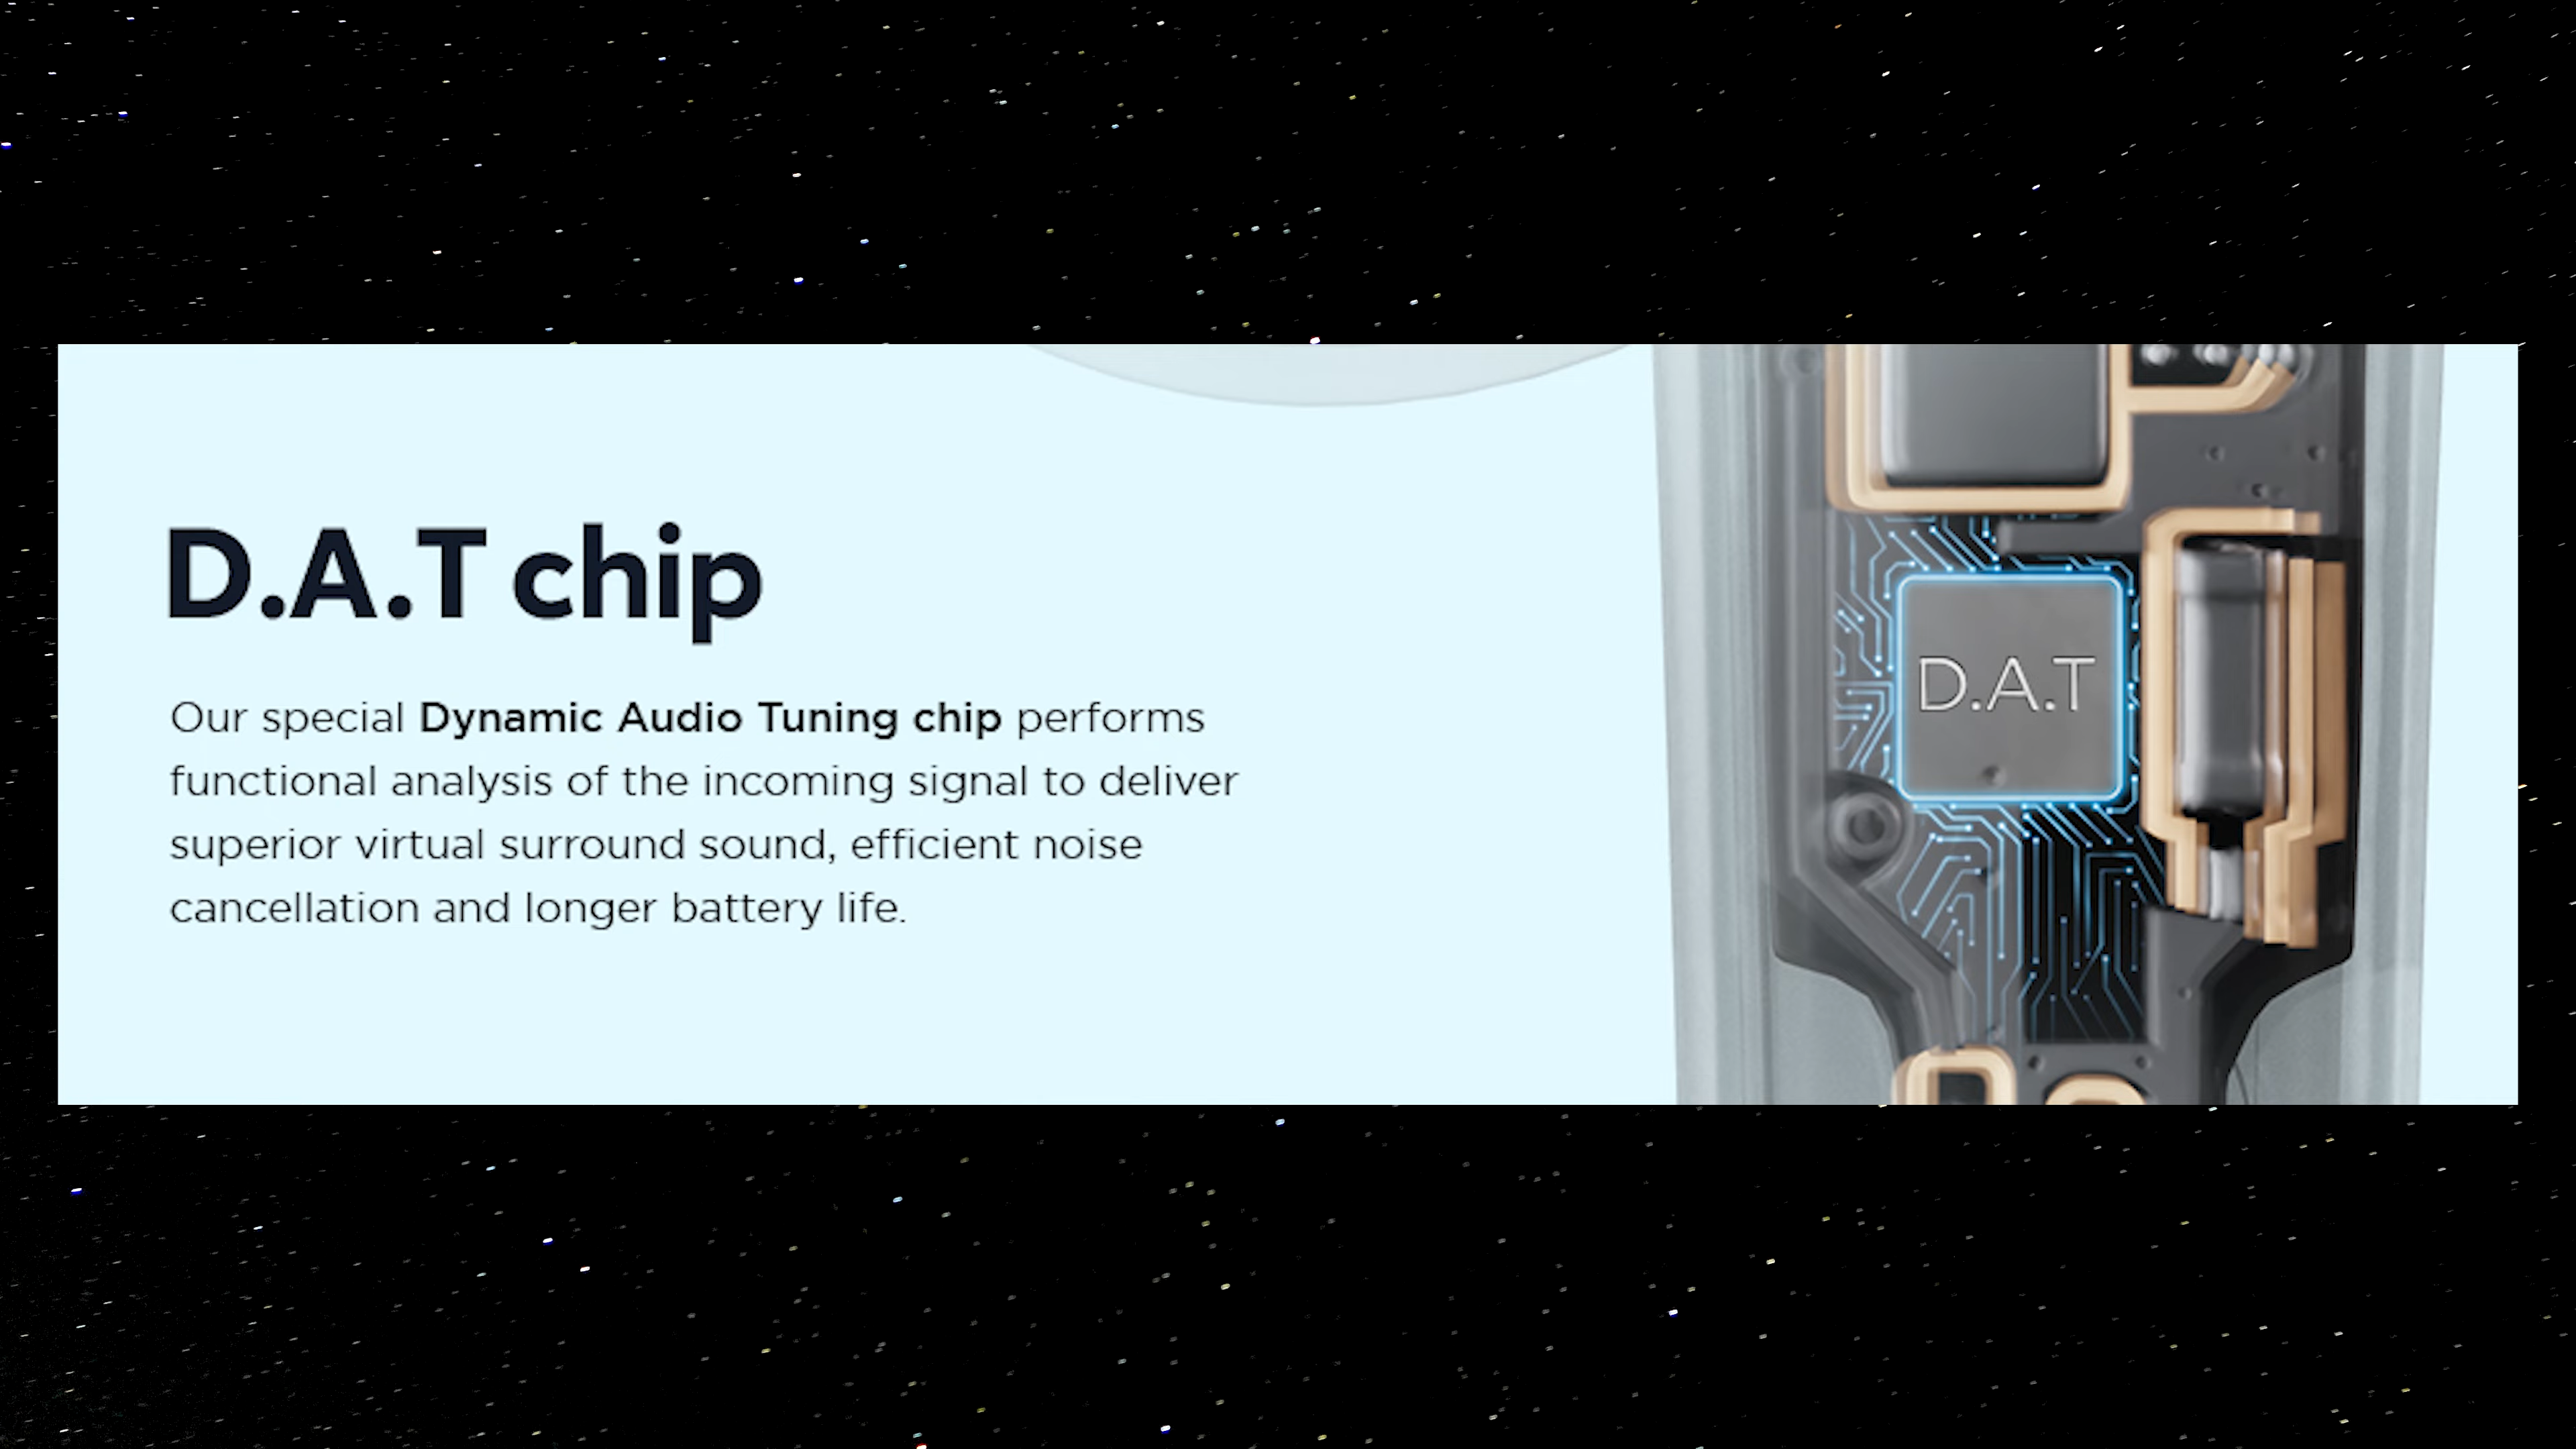 D.A.T chip
Our special Dynamic Audio Tuning chip performs
functional analysis of the incoming signal to deliver
superior virtual surround sound, efficient noise
cancellation and longer battery life.
D.A.T